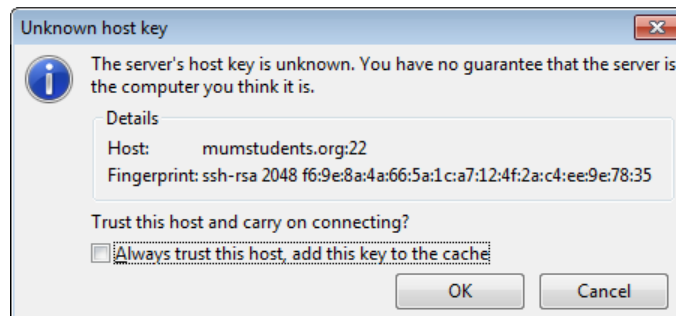 Unknown host key
The server's host key is unknown. You have no guarantee that the server is
the computer you think it is.
Details
Host: mumstudents.org:22
Fingerprint: ssh-rsa 2048 f6:9e:8a:4a:66:5a:1c:a7:12:4f:2a:c4:ee:9e:78:35
Trust this host and carry on connecting?
Always trust this host, add this key to the cache
OK Cancel